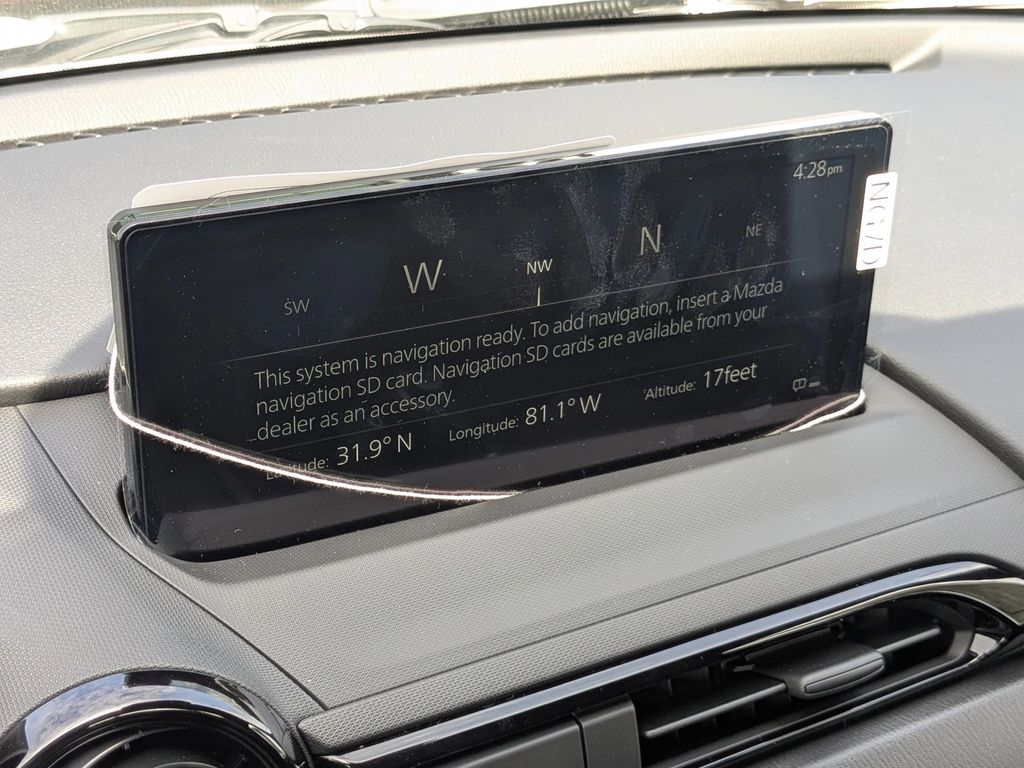 4:28pm
SW W NW N NE
This system is navigation ready. To add navigation, insert a Mazda
navigation SD card. Navigation SD cards are available from your
dealer as an accessory.
Latitude: 31.9° N Longitude: 81.1° W Altitude: 17feet
NG7/D